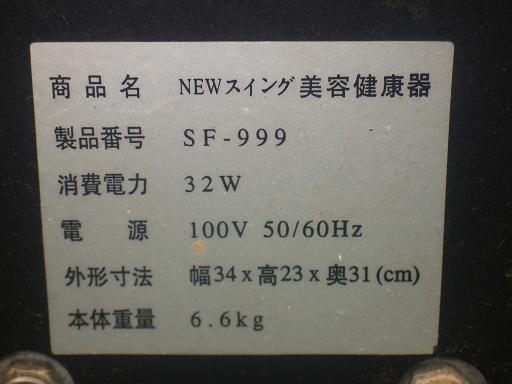 商品名 NEWスイング美容健康器
製品番号 SF-999
消費電力 32W
電源 100V 50/60Hz
外形寸法 幅34x高23x奥31(cm)
本体重量 6.6kg